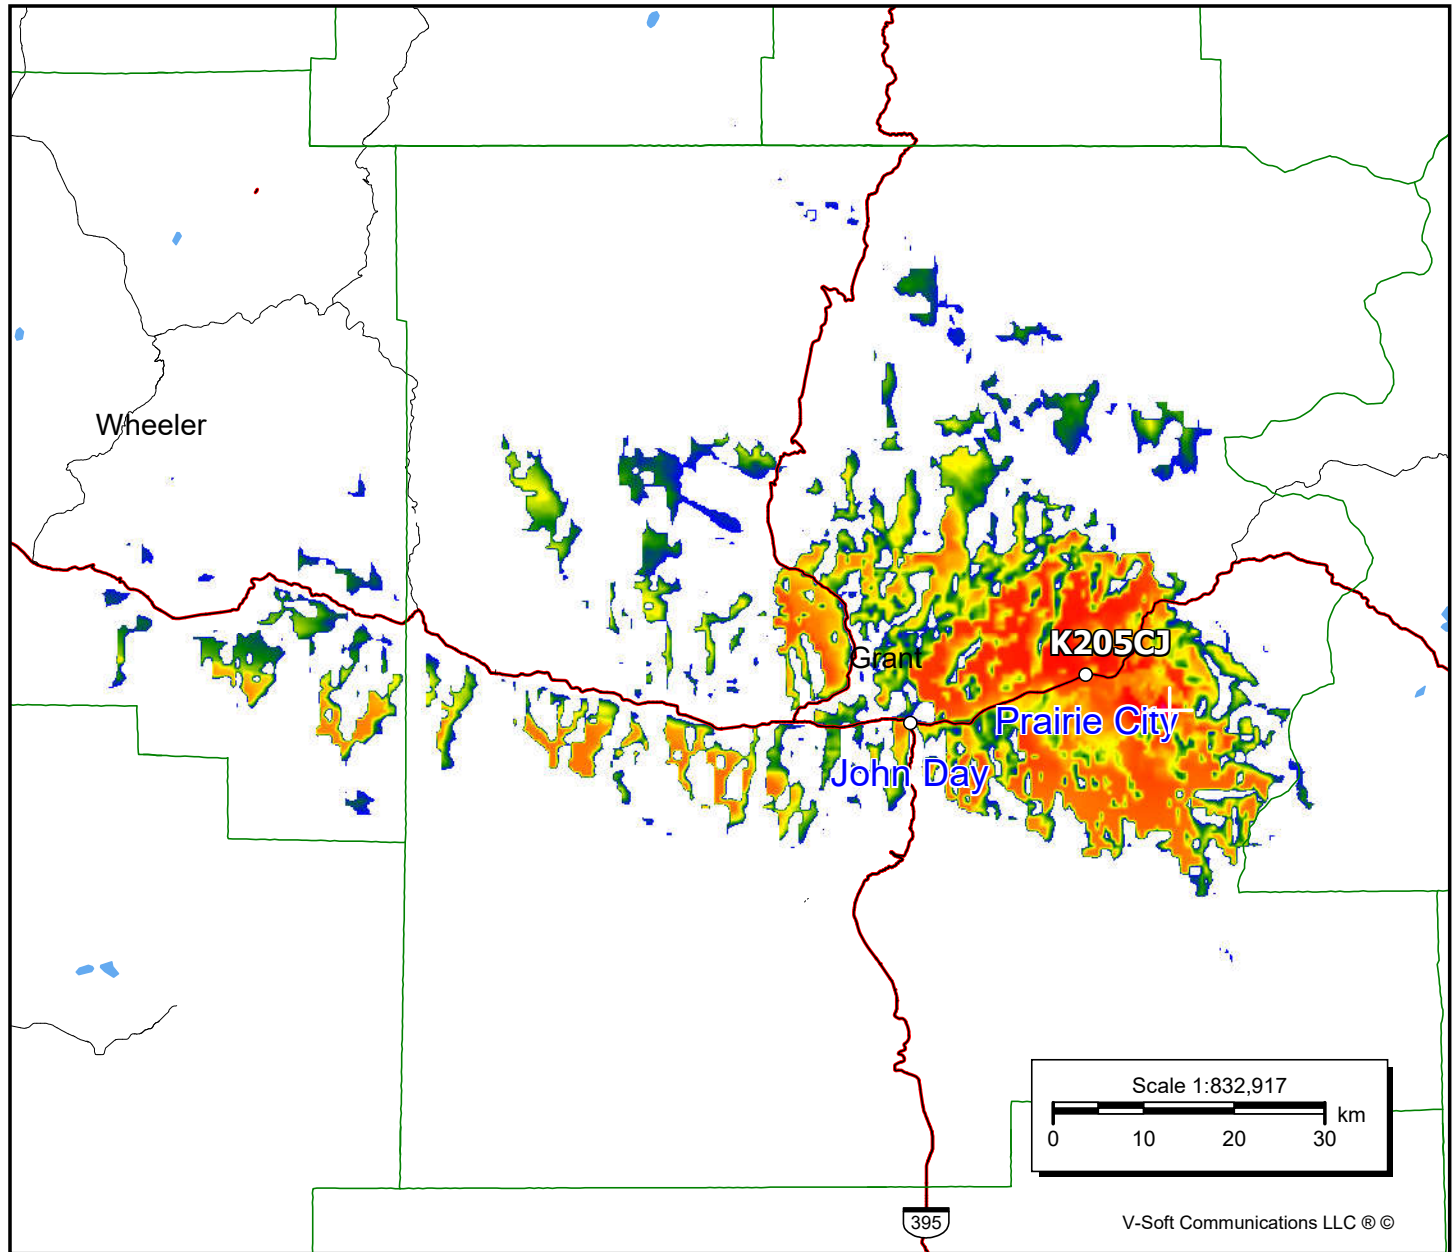 Wheeler
K205CJ
Grant
Prairie City
John Day
Scale 1:832,917
km
0 10 20 30
395
V-Soft Communications LLC ® ©